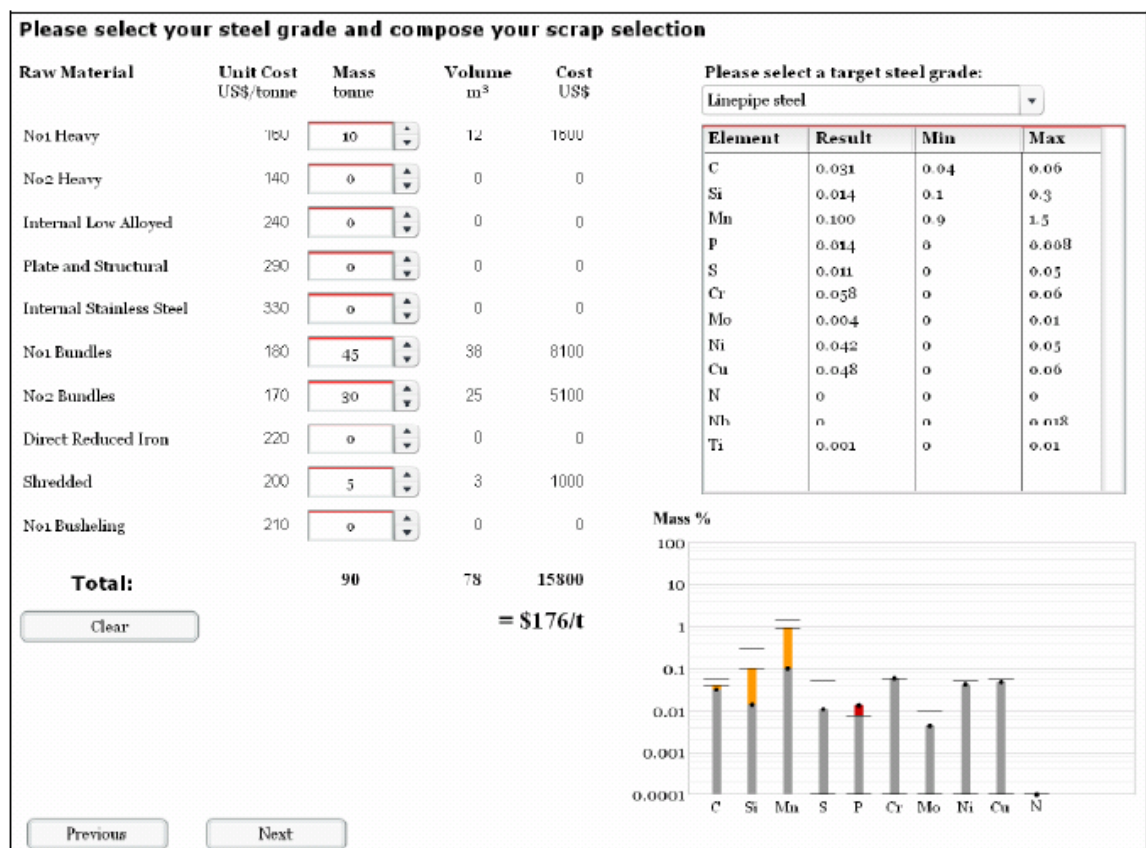 Please select your steel grade and compose your scrap selection
Raw Material Unit Cost Mass Volume Cost
US$/tonne tonne m³ US$
No1 Heavy 160 10 12 1600
No2 Heavy 140 0 0 0
Internal Low Alloyed 240 0 0 0
Plate and Structural 290 0 0 0
Internal Stainless Steel 330 0 0 0
No1 Bundles 180 45 38 8100
No2 Bundles 170 30 25 5100
Direct Reduced Iron 220 0 0 0
Shredded 200 5 3 1000
No1 Busheling 210 0 0 0
Total: 90 78 15800
Clear
= $176/t
Previous
Next
Please select a target steel grade:
Linepipe steel
Element Result Min Max
C 0.031 0.04 0.06
Si 0.014 0.1 0.3
Mn 0.100 0.9 1.5
P 0.014 0 0.008
S 0.011 0 0.05
Cr 0.058 0 0.06
Mo 0.004 0 0.01
Ni 0.042 0 0.05
Cu 0.048 0 0.06
N 0 0 0
Nb 0 0 0.018
Ti 0.001 0 0.01
Mass %
100
10
1
0.1
0.01
0.001
0.0001
C Si Mn S P Cr Mo Ni Cu N